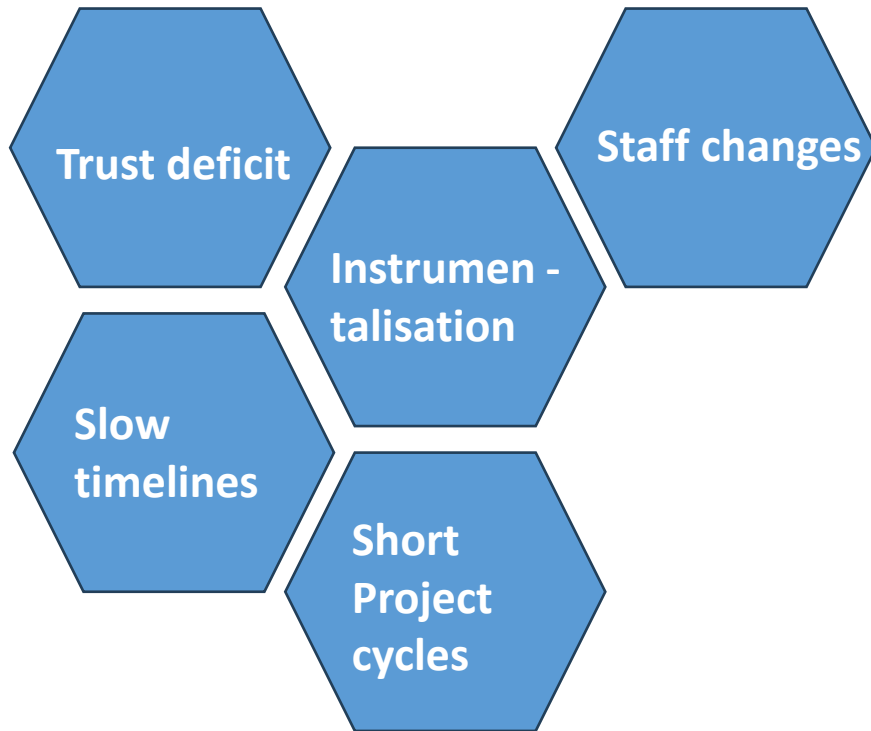 Trust deficit
Staff changes
Instrumen -
talisation
Slow
timelines
Short
Project
cycles